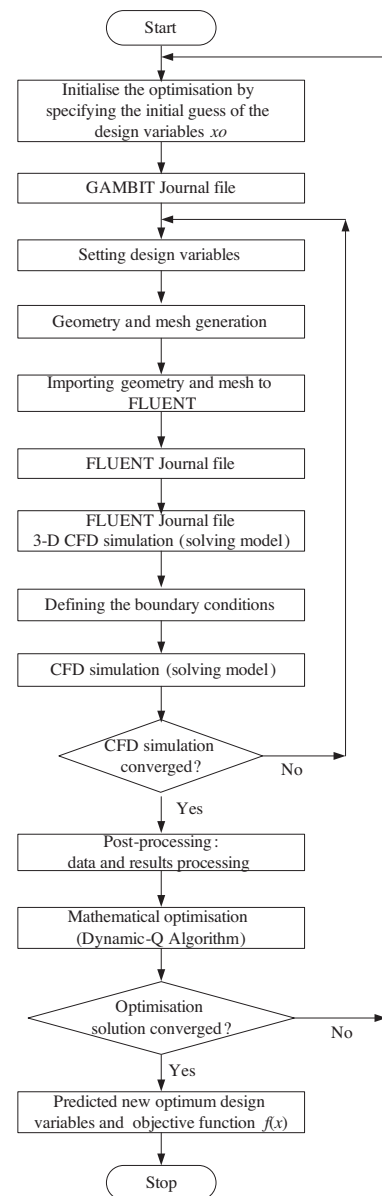 Start
Initialise the optimisation by
specifying the initial guess of the
design variables xo
GAMBIT Journal file
Setting design variables
Geometry and mesh generation
Importing geometry and mesh to
FLUENT
FLUENT Journal file
FLUENT Journal file
3-D CFD simulation (solving model)
Defining the boundary conditions
CFD simulation (solving model)
CFD simulation
converged?
No
Yes
Post-processing:
data and results processing
Mathematical optimisation
(Dynamic-Q Algorithm)
Optimisation
solution converged?
No
Yes
Predicted new optimum design
variables and objective function f(x)
Stop